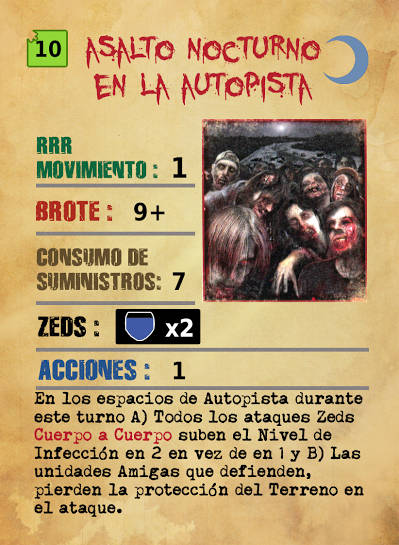 10
ASALTO NOCTURNO
EN LA AUTOPISTA
RRR
MOVIMIENTO : 1
BROTE : 9+
CONSUMO DE
SUMINISTROS: 7
ZEDS : x2
ACCIONES : 1
En los espacios de Autopista durante
este turno A) Todos los ataques Zeds
Cuerpo a Cuerpo suben el Nivel de
Infección en 2 en vez de en 1 y B) Las
unidades Amigas que defienden,
pierden la protección del Terreno en
el ataque.